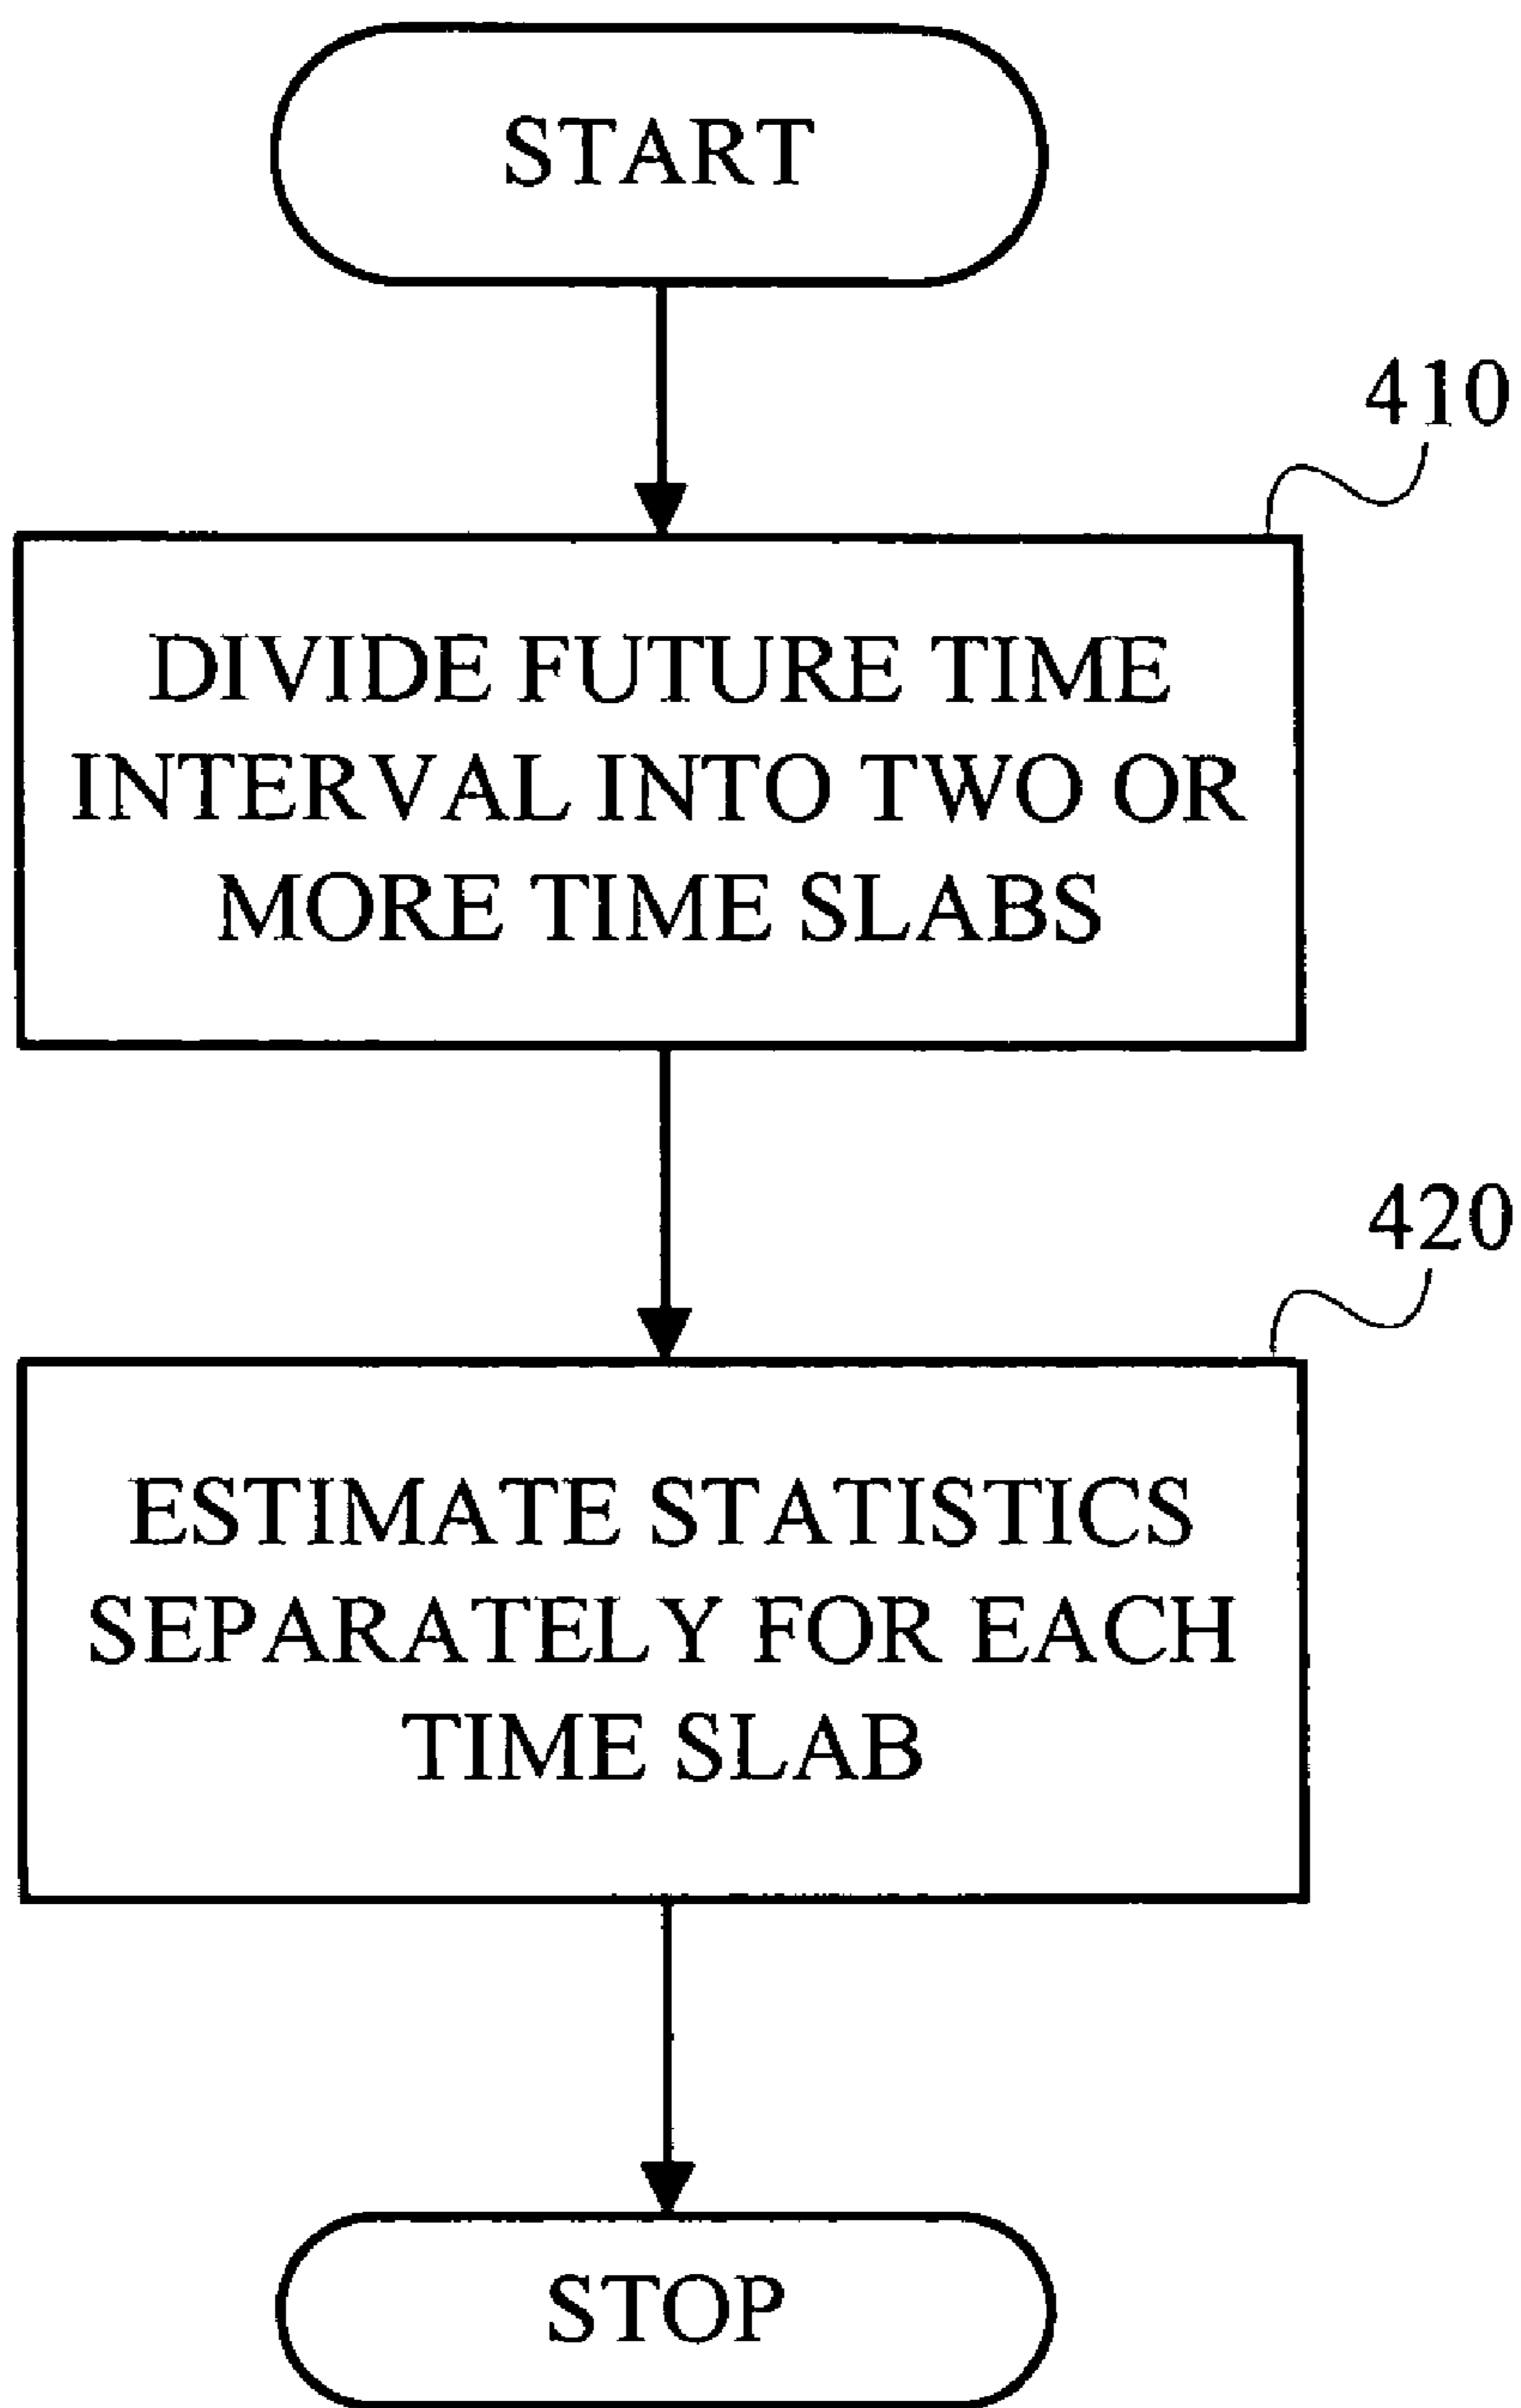 START
410
DIVIDE FUTURE TIME
INTERVAL INTO TWO OR
MORE TIME SLABS
420
ESTIMATE STATISTICS
SEPARATELY FOR EACH
TIME SLAB
STOP